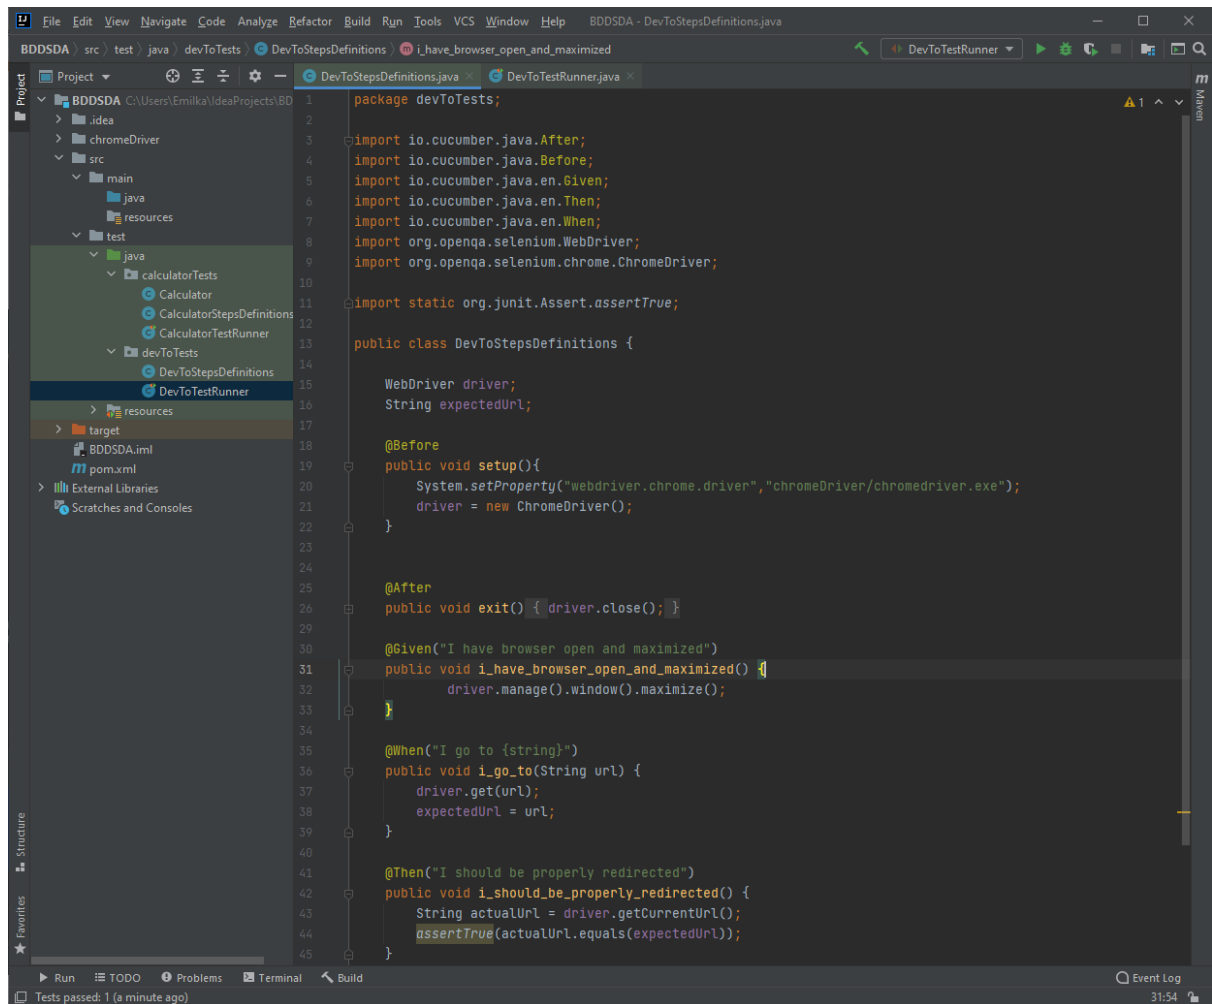 File Edit View Navigate Code Analyze Refactor Build Run Tools VCS Window Help BDDSDA - DevToStepsDefinitions.java
BDDSDA src test java devToTests DevToStepsDefinitions i_have_browser_open_and_maximized DevToTestRunner
Project
DevToStepsDefinitions.java DevToTestRunner.java
Project
BDDSDA C:\Users\Emilka\IdeaProjects\BD
.idea
chromeDriver
src
main
java
resources
test
java
calculatorTests
Calculator
CalculatorStepsDefinitions
CalculatorTestRunner
devToTests
DevToStepsDefinitions
DevToTestRunner
resources
target
BDDSDA.iml
pom.xml
External Libraries
Scratches and Consoles
Structure
Favorites
1 package devToTests;
2
3 import io.cucumber.java.After;
4 import io.cucumber.java.Before;
5 import io.cucumber.java.en.Given;
6 import io.cucumber.java.en.Then;
7 import io.cucumber.java.en.When;
8 import org.openqa.selenium.WebDriver;
9 import org.openqa.selenium.chrome.ChromeDriver;
10
11 import static org.junit.Assert.assertTrue;
12
13 public class DevToStepsDefinitions {
14
15 WebDriver driver;
16 String expectedUrl;
17
18 @Before
19 public void setup(){
20 System.setProperty("webdriver.chrome.driver","chromeDriver/chromedriver.exe");
21 driver = new ChromeDriver();
22 }
23
24
25 @After
26 public void exit() { driver.close(); }
29
30 @Given("I have browser open and maximized")
31 public void i_have_browser_open_and_maximized() {
32 driver.manage().window().maximize();
33 }
34
35 @When("I go to {string}")
36 public void i_go_to(String url) {
37 driver.get(url);
38 expectedUrl = url;
39 }
40
41 @Then("I should be properly redirected")
42 public void i_should_be_properly_redirected() {
43 String actualUrl = driver.getCurrentUrl();
44 assertTrue(actualUrl.equals(expectedUrl));
45 }
1
m Maven
Run TODO Problems Terminal Build Event Log
Tests passed: 1 (a minute ago) 31:54